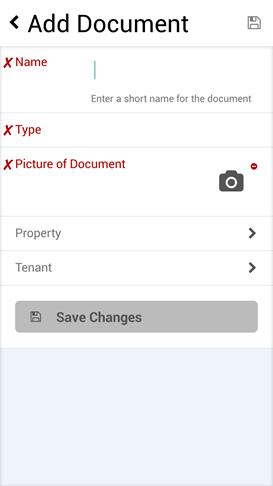 Add Document
Name
Enter a short name for the document
Type
Picture of Document
Property
Tenant
Save Changes